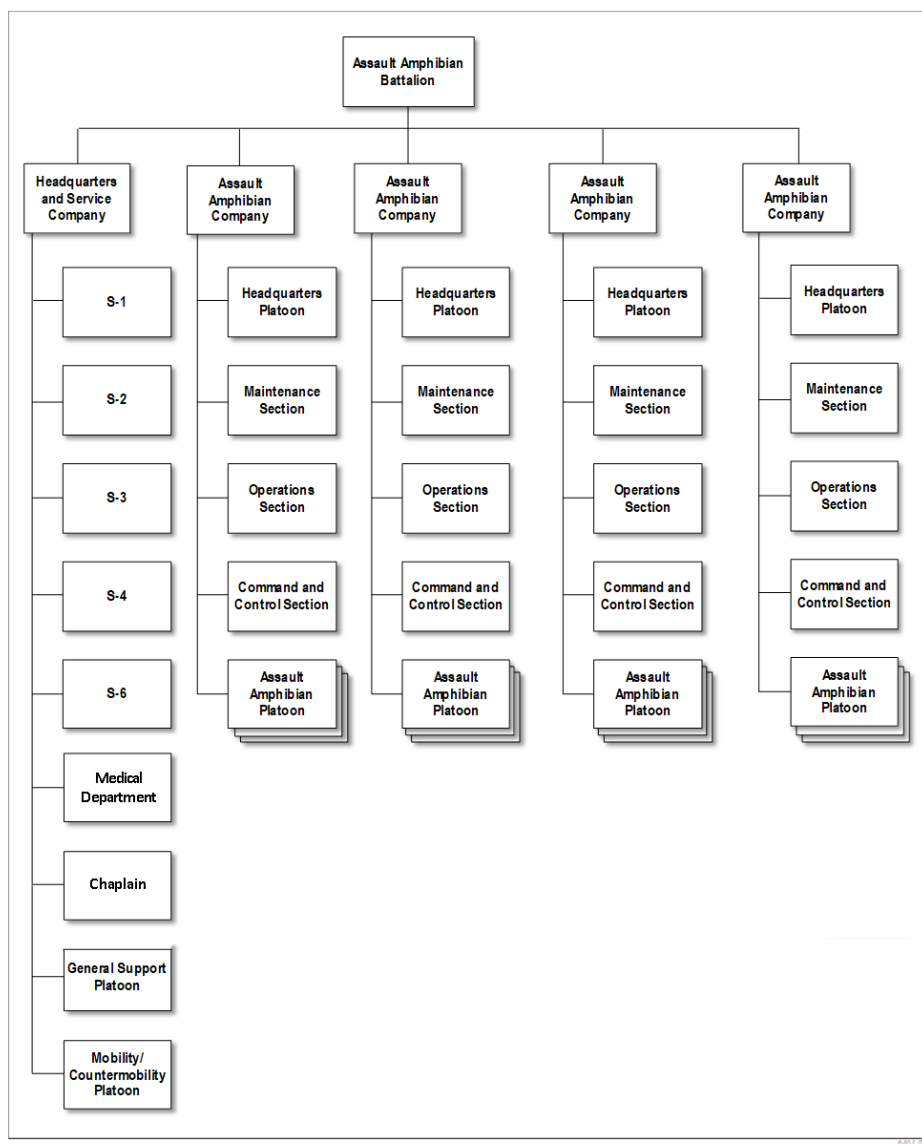 Assault Amphibian
Battalion
Headquarters
and Service
Company
Assault
Amphibian
Company
Assault
Amphibian
Company
Assault
Amphibian
Company
Assault
Amphibian
Company
S-1
S-2
S-3
S-4
S-6
Medical
Department
Chaplain
General Support
Platoon
Mobility/
Countermobility
Platoon
Headquarters
Platoon
Maintenance
Section
Operations
Section
Command and
Control Section
Assault
Amphibian
Platoon
Headquarters
Platoon
Maintenance
Section
Operations
Section
Command and
Control Section
Assault
Amphibian
Platoon
Headquarters
Platoon
Maintenance
Section
Operations
Section
Command and
Control Section
Assault
Amphibian
Platoon
Headquarters
Platoon
Maintenance
Section
Operations
Section
Command and
Control Section
Assault
Amphibian
Platoon